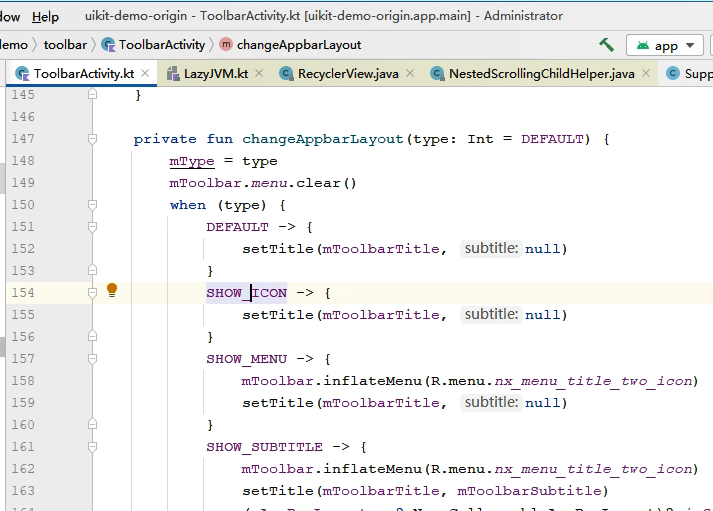 dow Help uikit-demo-origin - ToolbarActivity.kt [uikit-demo-origin.app.main] - Administrator
lemo toolbar ToolbarActivity m changeAppbarLayout app
ToolbarActivity.kt × LazyJVM.kt × RecyclerView.java × NestedScrollingChildHelper.java × Supp
145 }
146
147 private fun changeAppbarLayout(type: Int = DEFAULT) {
148 mType = type
149 mToolbar.menu.clear()
150 when (type) {
151 DEFAULT -> {
152 setTitle(mToolbarTitle, subtitle: null)
153 }
154 SHOW_ICON -> {
155 setTitle(mToolbarTitle, subtitle: null)
156 }
157 SHOW_MENU -> {
158 mToolbar.inflateMenu(R.menu.nx_menu_title_two_icon)
159 setTitle(mToolbarTitle, subtitle: null)
160 }
161 SHOW_SUBTITLE -> {
162 mToolbar.inflateMenu(R.menu.nx_menu_title_two_icon)
163 setTitle(mToolbarTitle, mToolbarSubtitle)